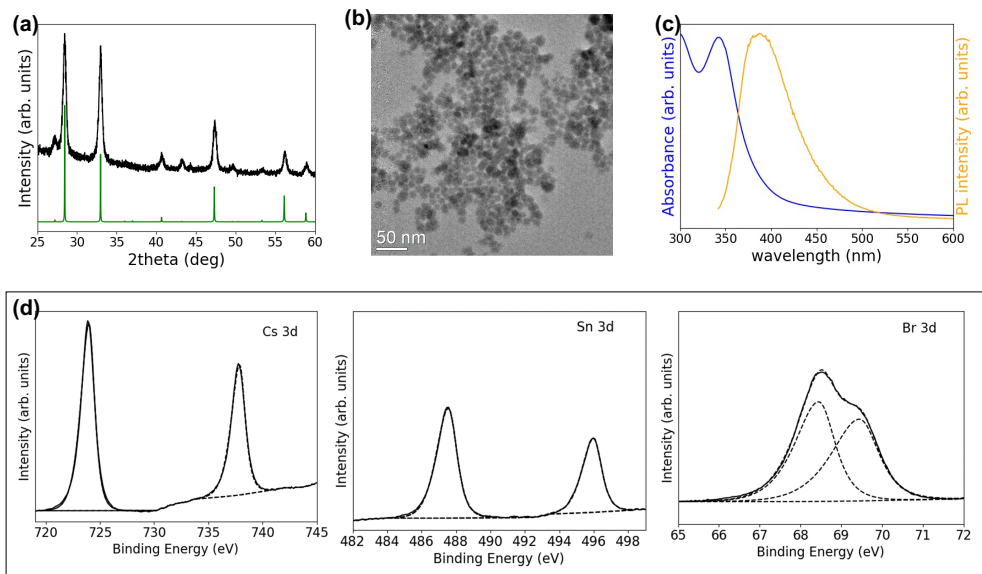 (a)
Intensity (arb. units)
25 30 35 40 45 50 55 60
2theta (deg)
(b)
50 nm
(c)
Absorbance (arb. units)
PL intensity (arb. units)
300 350 400 450 500 550 600
wavelength (nm)
(d)
Cs 3d
Intensity (arb. units)
720 725 730 735 740 745
Binding Energy (eV)
Sn 3d
Intensity (arb. units)
482 484 486 488 490 492 494 496 498
Binding Energy (eV)
Br 3d
Intensity (arb. units)
65 66 67 68 69 70 71 72
Binding Energy (eV)